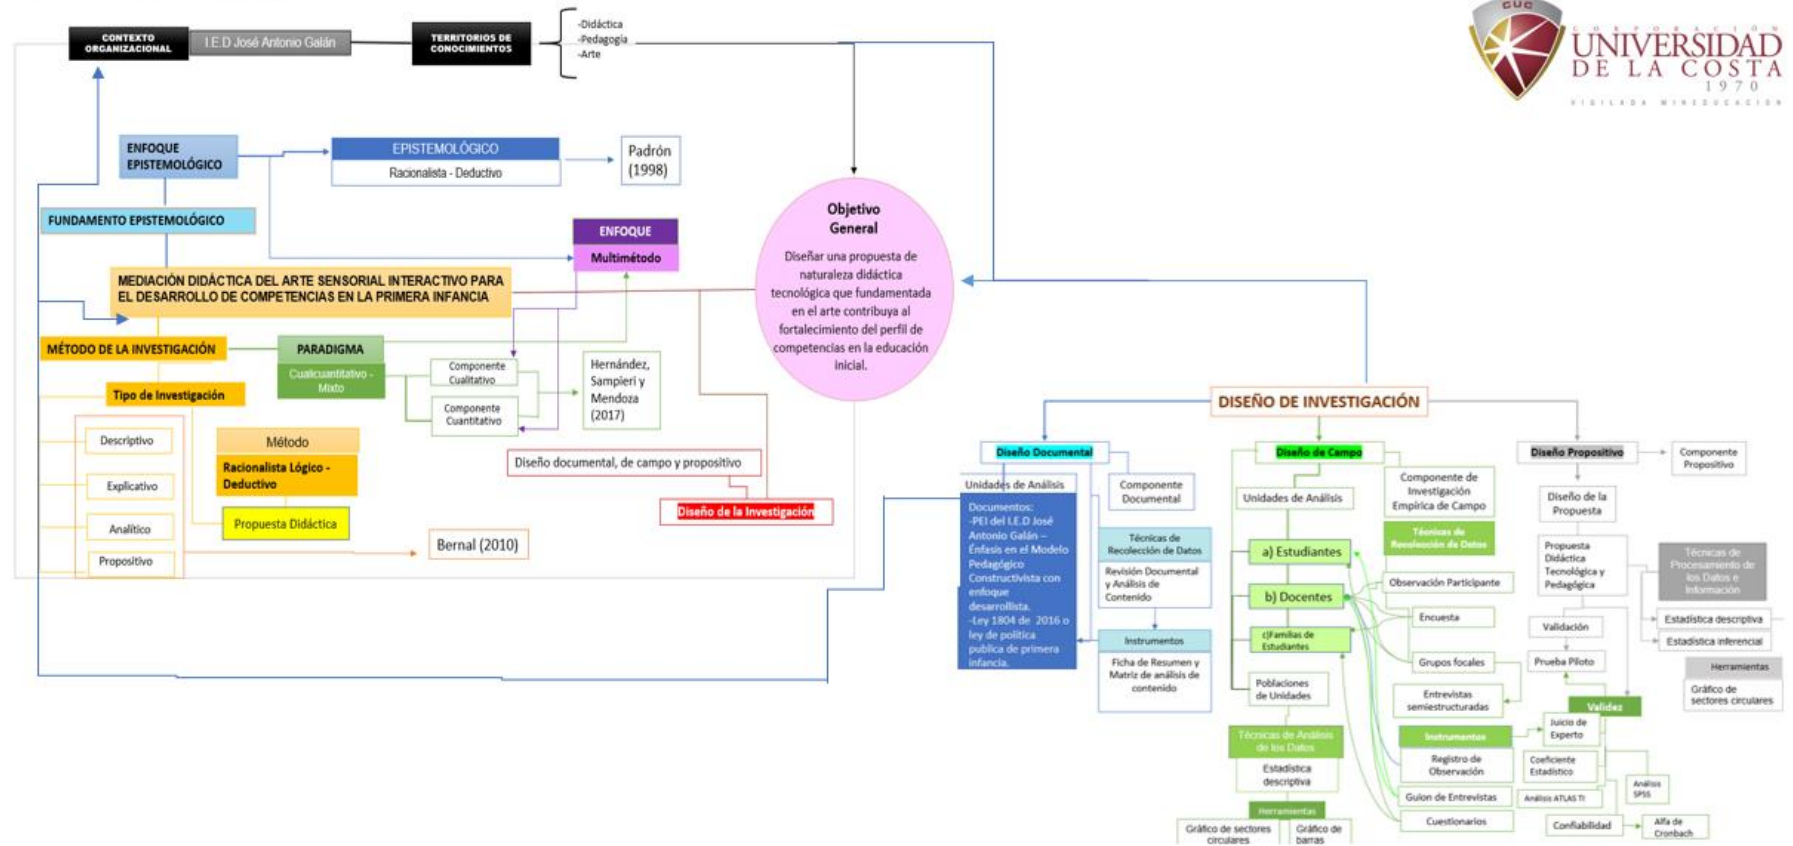 CONTEXTO
ORGANIZACIONAL
I.E.D José Antonio Galán
TERRITORIOS DE
CONOCIMIENTOS
-Didáctica
-Pedagogía
-Arte
CUC
CORPORACIÓN
UNIVERSIDAD
DE LA COSTA
1970
VIGILADA MINEDUCACIÓN
ENFOQUE
EPISTEMOLÓGICO
EPISTEMOLÓGICO
Racionalista - Deductivo
Padrón
(1998)
FUNDAMENTO EPISTEMOLÓGICO
ENFOQUE
Multimétodo
MEDIACIÓN DIDÁCTICA DEL ARTE SENSORIAL INTERACTIVO PARA
EL DESARROLLO DE COMPETENCIAS EN LA PRIMERA INFANCIA
Objetivo
General
Diseñar una propuesta de
naturaleza didáctica
tecnológica que fundamentada
en el arte contribuya al
fortalecimiento del perfil de
competencias en la educación
inicial.
MÉTODO DE LA INVESTIGACIÓN
PARADIGMA
Cualicuantitativo -
Mixto
Componente
Cualitativo
Componente
Cuantitativo
Hernández,
Sampieri y
Mendoza
(2017)
Tipo de Investigación
Descriptivo
Explicativo
Analítico
Propositivo
Método
Racionalista Lógico -
Deductivo
Propuesta Didáctica
Bernal (2010)
Diseño documental, de campo y propositivo
Diseño de la Investigación
DISEÑO DE INVESTIGACIÓN
Diseño Documental
Unidades de Análisis
Documentos:
-PEI del I.E.D José
Antonio Galán –
Énfasis en el Modelo
Pedagógico
Constructivista con
enfoque
desarrollista.
-Ley 1804 de 2016 o
ley de política
publica de primera
infancia.
Componente
Documental
Técnicas de
Recolección de Datos
Revisión Documental
y Análisis de
Contenido
Instrumentos
Ficha de Resumen y
Matriz de análisis de
contenido
Diseño de Campo
Unidades de Análisis
a) Estudiantes
b) Docentes
c)Familias de
Estudiantes
Poblaciones
de Unidades
Técnicas de Análisis
de los Datos
Estadística
descriptiva
Herramientas
Gráfico de sectores
circulares
Gráfico de
barras
Componente de
Investigación
Empírica de Campo
Técnicas de
Recolección de Datos
Observación Participante
Encuesta
Grupos focales
Entrevistas
semiestructuradas
Instrumentos
Registro de
Observación
Guion de Entrevistas
Cuestionarios
Diseño Propositivo
Componente
Propositivo
Diseño de la
Propuesta
Propuesta
Didáctica
Tecnológica y
Pedagógica
Validación
Prueba Piloto
Técnicas de
Procesamiento de
los Datos e
Información
Estadística descriptiva
Estadística inferencial
Herramientas
Gráfico de
sectores circulares
Validez
Juicio de
Experto
Coeficiente
Estadístico
Análisis ATLAS TI
Análisis
SPSS
Confiabilidad
Alfa de
Cronbach